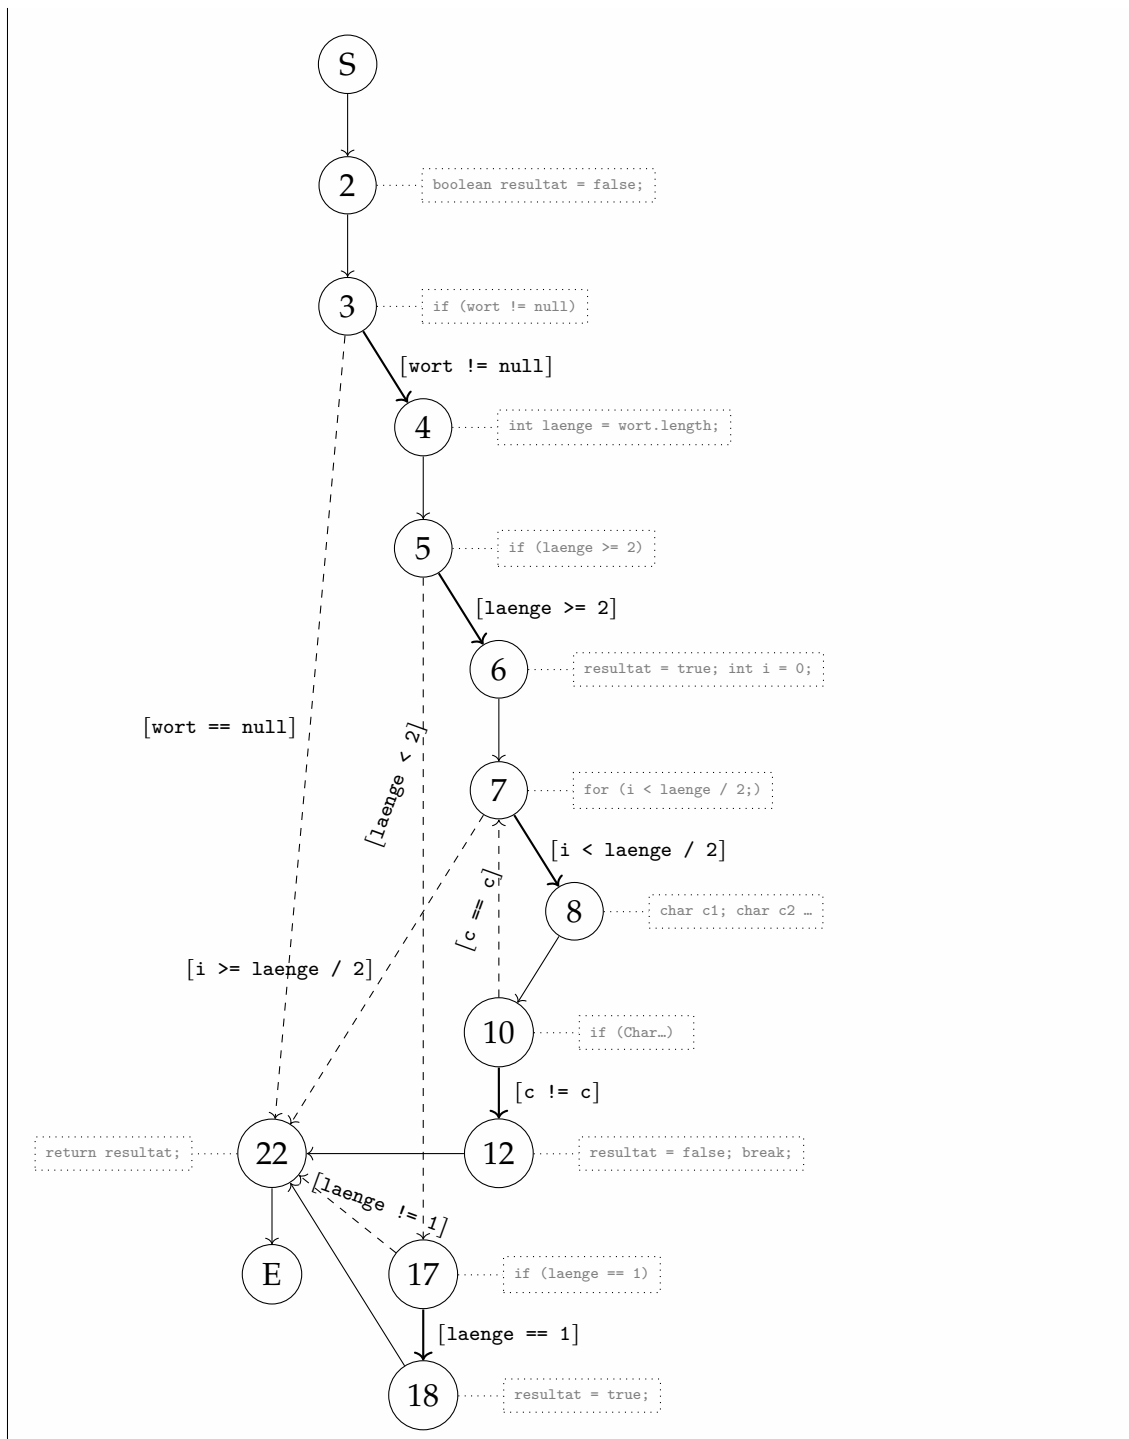 S
2
boolean resultat = false;
3
if (wort != null)
[wort != null]
4
int laenge = wort.length;
5
if (laenge >= 2)
[laenge >= 2]
6
resultat = true; int i = 0;
[wort == null]
[laenge < 2]
7
for (i < laenge / 2;)
[i < laenge / 2]
8
char c1; char c2 …
[c == c]
[i >= laenge / 2]
10
if (Char…)
[c != c]
return resultat;
22
12
resultat = false; break;
[laenge != 1]
E
17
if (laenge == 1)
[laenge == 1]
18
resultat = true;